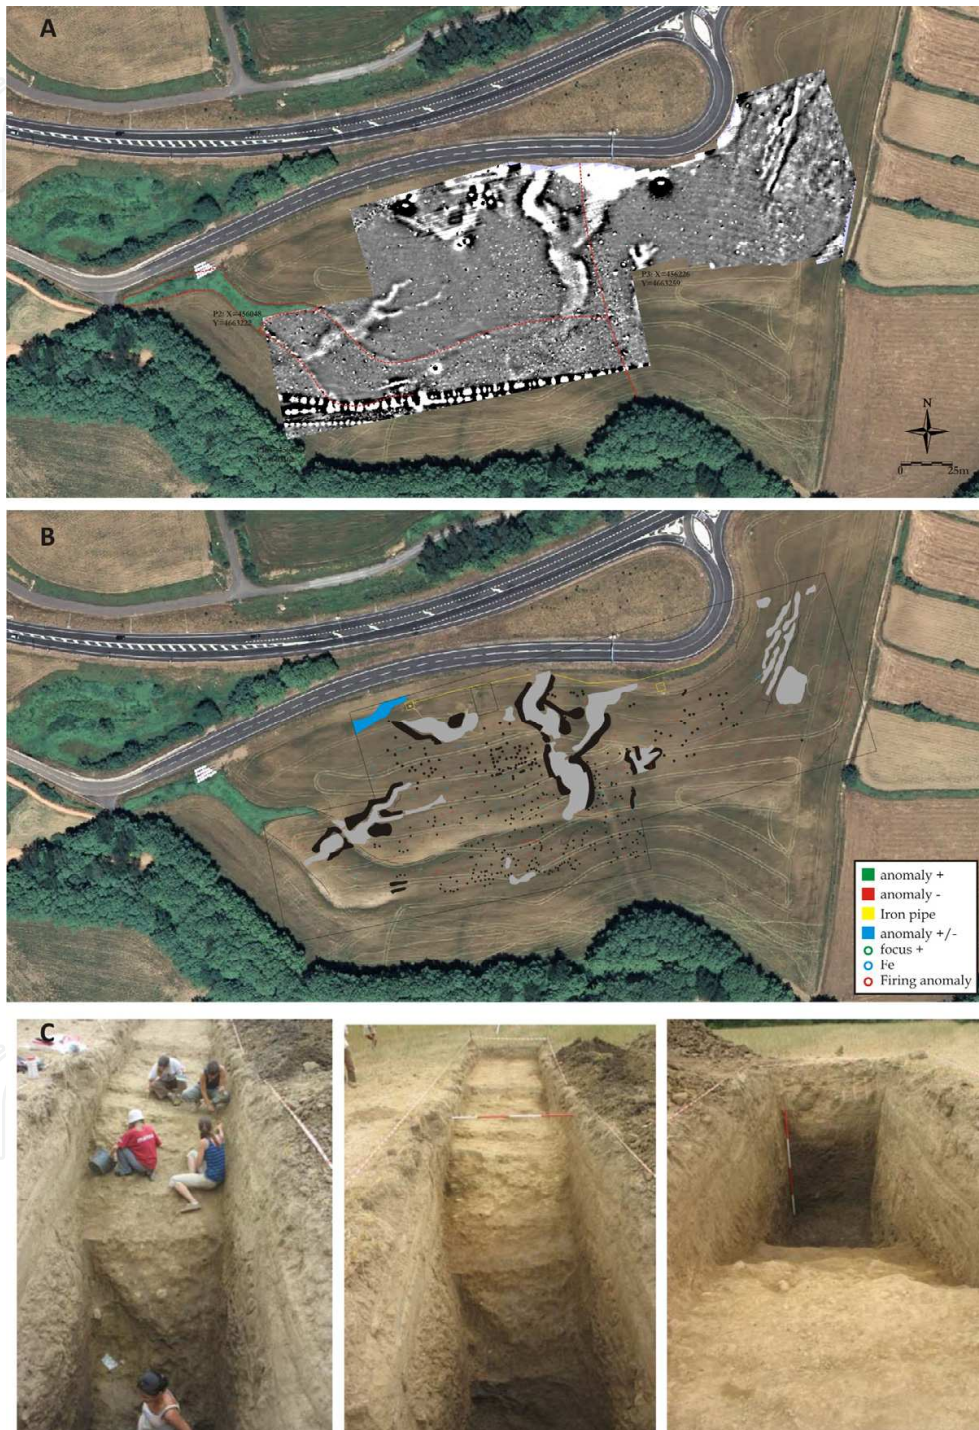 A
P2: X=456048
Y=4663222
P3: X=456226
Y=4663259
N
0 25m
B
anomaly +
anomaly -
Iron pipe
anomaly +/-
focus +
Fe
Firing anomaly
C